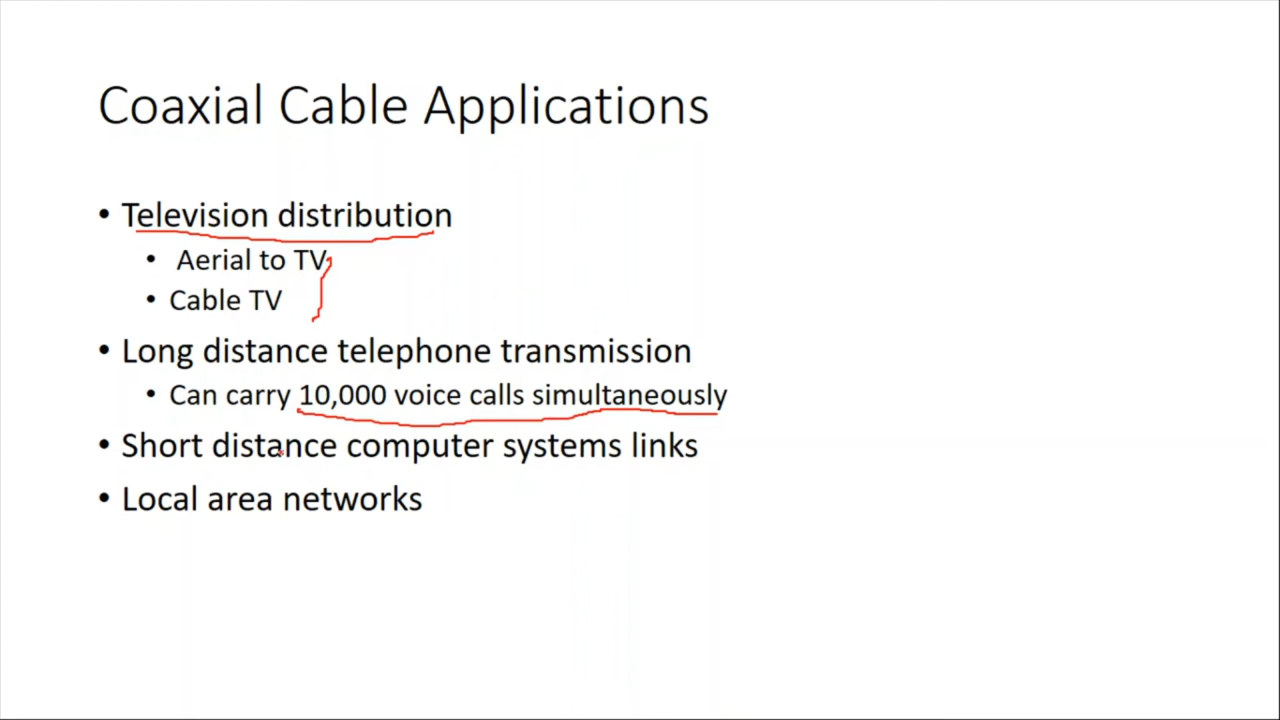 Coaxial Cable Applications
• Television distribution
• Aerial to TV
• Cable TV
• Long distance telephone transmission
• Can carry 10,000 voice calls simultaneously
• Short distance computer systems links
• Local area networks